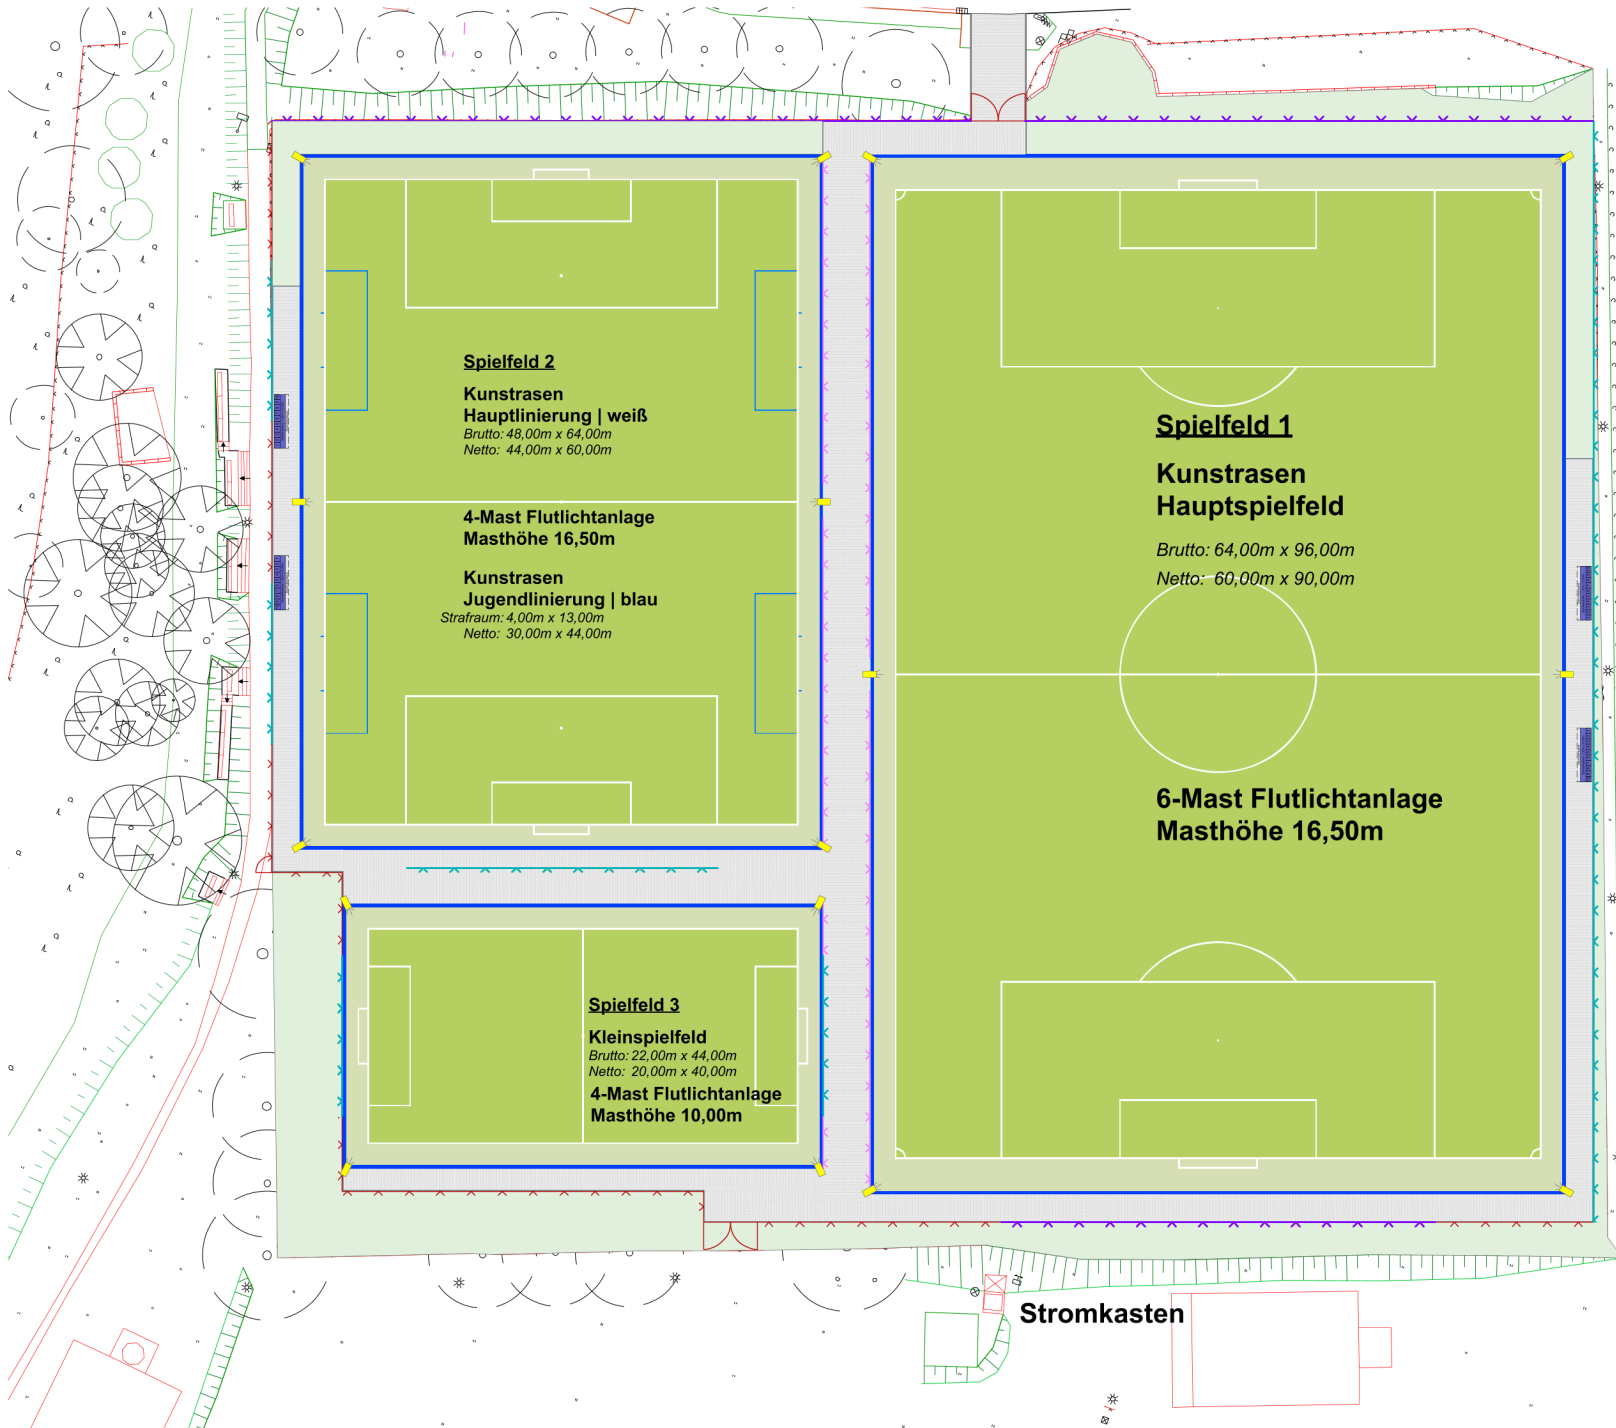 Spielfeld 2
Kunstrasen
Hauptlinierung | weiß
Brutto: 48,00m x 64,00m
Netto: 44,00m x 60,00m
4-Mast Flutlichtanlage
Masthöhe 16,50m
Kunstrasen
Jugendlinierung | blau
Strafraum: 4,00m x 13,00m
Netto: 30,00m x 44,00m
Spielfeld 1
Kunstrasen
Hauptspielfeld
Brutto: 64,00m x 96,00m
Netto: 60,00m x 90,00m
6-Mast Flutlichtanlage
Masthöhe 16,50m
Spielfeld 3
Kleinspielfeld
Brutto: 22,00m x 44,00m
Netto: 20,00m x 40,00m
4-Mast Flutlichtanlage
Masthöhe 10,00m
Stromkasten